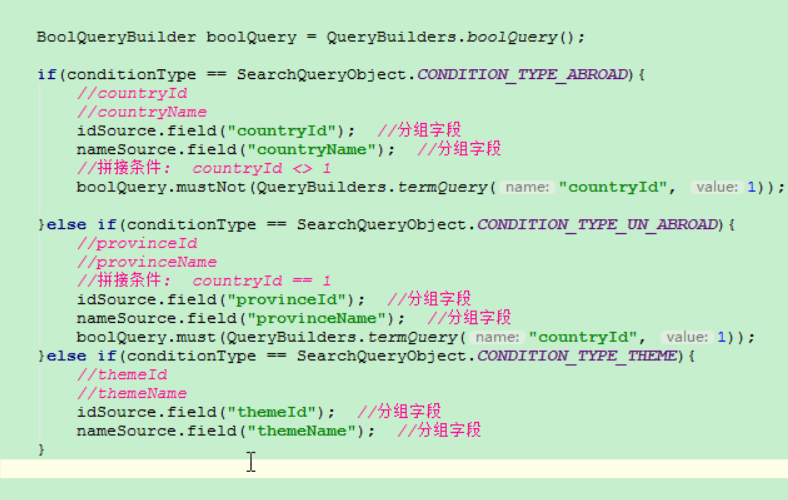 BoolQueryBuilder boolQuery = QueryBuilders.boolQuery();
if(conditionType == SearchQueryObject.CONDITION_TYPE_ABROAD){
//countryId
//countryName
idSource.field("countryId");  //分组字段
nameSource.field("countryName");  //分组字段
//拼接条件:  countryId <> 1
boolQuery.mustNot(QueryBuilders.termQuery( name: "countryId",  value: 1));
}else if(conditionType == SearchQueryObject.CONDITION_TYPE_UN_ABROAD){
//provinceId
//provinceName
//拼接条件:  countryId == 1
idSource.field("provinceId");  //分组字段
nameSource.field("provinceName");  //分组字段
boolQuery.must(QueryBuilders.termQuery( name: "countryId",  value: 1));
}else if(conditionType == SearchQueryObject.CONDITION_TYPE_THEME){
//themeId
//themeName
idSource.field("themeId");  //分组字段
nameSource.field("themeName");  //分组字段
}